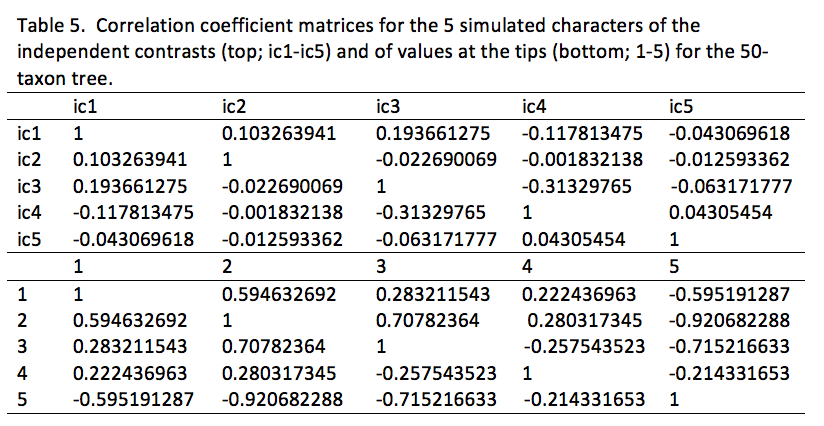 Table 5.  Correlation coefficient matrices for the 5 simulated characters of the
independent contrasts (top; ic1-ic5) and of values at the tips (bottom; 1-5) for the 50-
taxon tree.
ic1 ic2 ic3 ic4 ic5
ic1 1 0.103263941 0.193661275 -0.117813475 -0.043069618
ic2 0.103263941 1 -0.022690069 -0.001832138 -0.012593362
ic3 0.193661275 -0.022690069 1 -0.31329765 -0.063171777
ic4 -0.117813475 -0.001832138 -0.31329765 1 0.04305454
ic5 -0.043069618 -0.012593362 -0.063171777 0.04305454 1
1 2 3 4 5
1 1 0.594632692 0.283211543 0.222436963 -0.595191287
2 0.594632692 1 0.70782364 0.280317345 -0.920682288
3 0.283211543 0.70782364 1 -0.257543523 -0.715216633
4 0.222436963 0.280317345 -0.257543523 1 -0.214331653
5 -0.595191287 -0.920682288 -0.715216633 -0.214331653 1